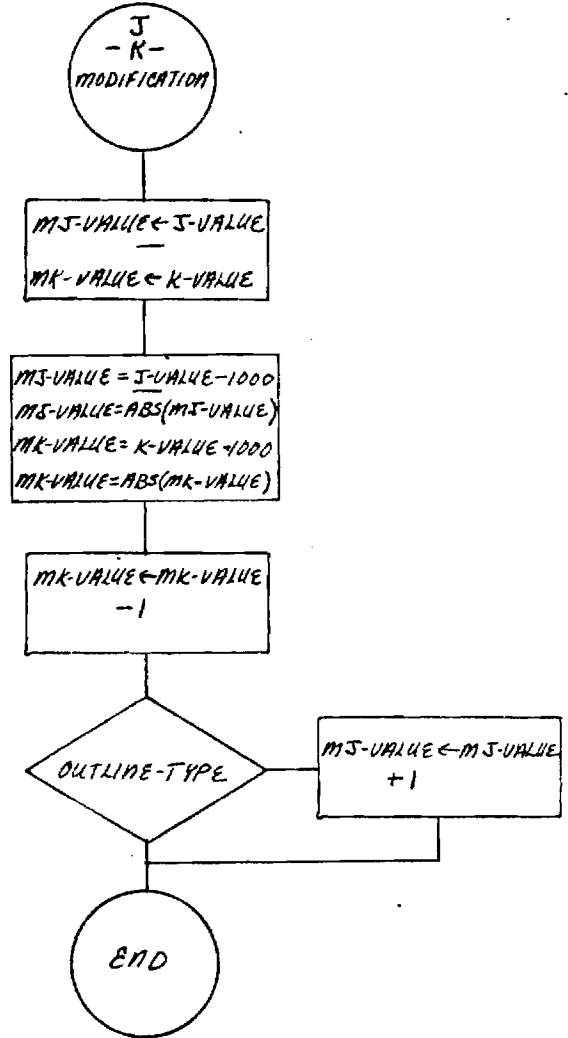 J
- K -
MODIFICATION
MJ-VALUE ← J-VALUE
MK-VALUE ← K-VALUE
MJ-VALUE = J-VALUE-1000
MJ-VALUE=ABS(MJ-VALUE)
MK-VALUE= K-VALUE-1000
MK-VALUE=ABS(MK-VALUE)
MK-VALUE←MK-VALUE
-1
OUTLINE-TYPE
MJ-VALUE←MJ-VALUE
+1
END